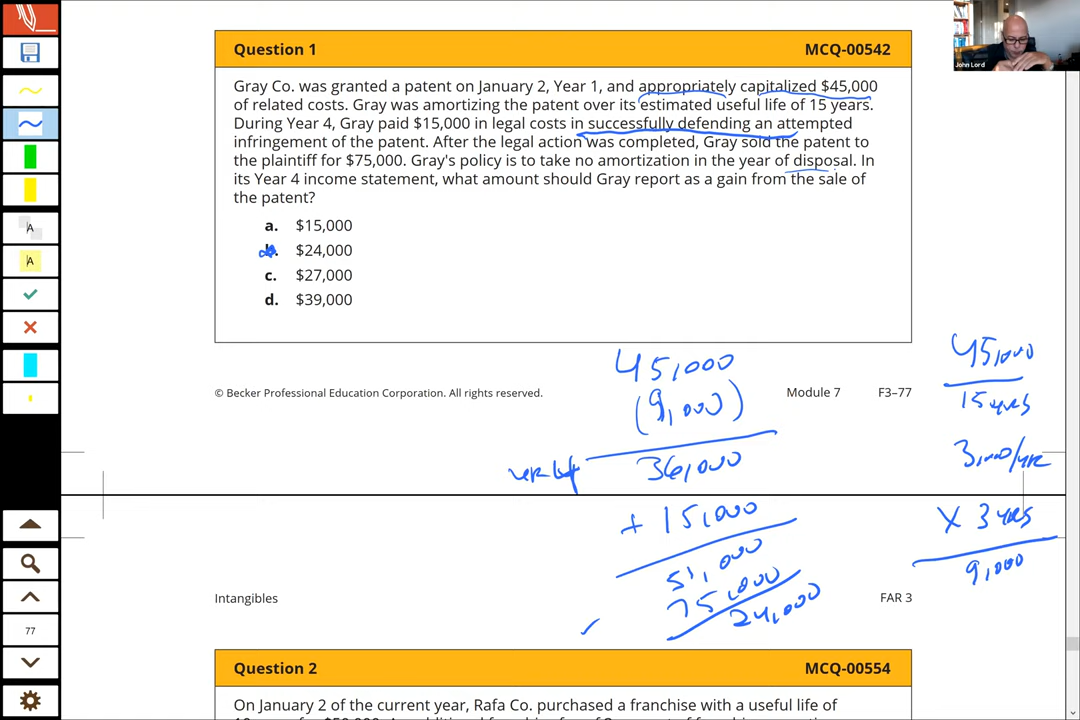 John Lord
Question 1 MCQ-00542
Gray Co. was granted a patent on January 2, Year 1, and appropriately capitalized $45,000
of related costs. Gray was amortizing the patent over its estimated useful life of 15 years.
During Year 4, Gray paid $15,000 in legal costs in successfully defending an attempted
infringement of the patent. After the legal action was completed, Gray sold the patent to
the plaintiff for $75,000. Gray's policy is to take no amortization in the year of disposal. In
its Year 4 income statement, what amount should Gray report as a gain from the sale of
the patent?
a. $15,000
b. $24,000
c. $27,000
d. $39,000
45,000
(9,000)
36,000
+ 15,000
51,000
75,000
24,000
45,000
15 yrs
3,000/yr
x 3 yrs
9,000
© Becker Professional Education Corporation. All rights reserved. Module 7 F3–77
Intangibles FAR 3
77
A
A
Question 2 MCQ-00554
On January 2 of the current year, Rafa Co. purchased a franchise with a useful life of